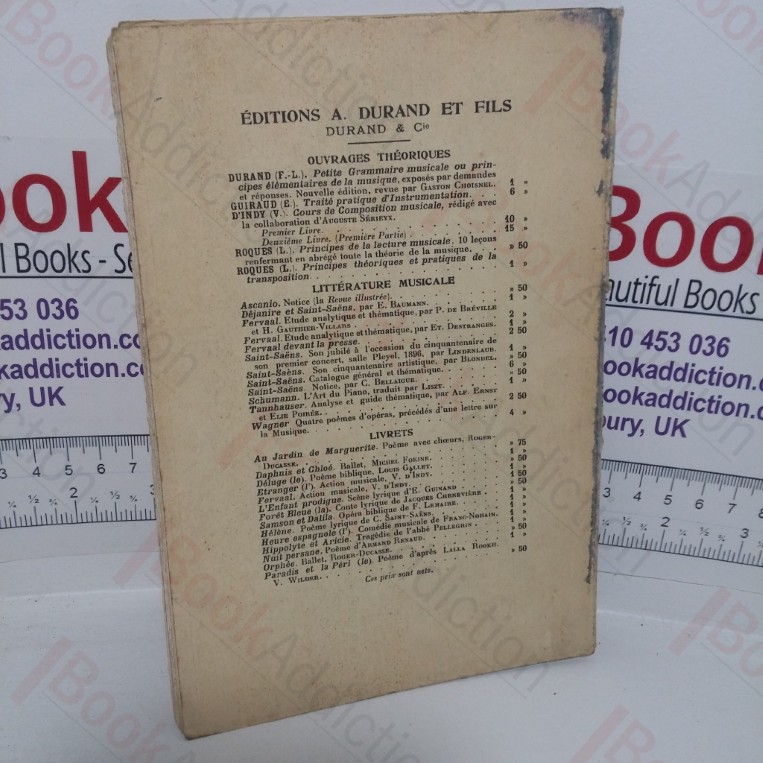 ÉDITIONS A. DURAND ET FILS
DURAND & Cie
OUVRAGES THÉORIQUES
DURAND (F.-L.). Petite Grammaire musicale ou prin-
cipes élémentaires de la musique, exposés par demandes
et réponses. Nouvelle édition, revue par GASTON CHOISNEL. 1 »
GUIRAUD (E.). Traité pratique d'Instrumentation. 6 »
D'INDY (V.). Cours de Composition musicale, rédigé avec
la collaboration d'AUGUSTE SÉRIEYX.
Premier Livre. 10 »
Deuxième Livre. (Première Partie) 15 »
ROQUES (L.). Principes de la lecture musicale. 10 leçons
renfermant en abrégé toute la théorie de la musique. » 50
ROQUES (L.). Principes théoriques et pratiques de la
transposition. 1 »
LITTÉRATURE MUSICALE
Ascanio. Notice (la Revue illustrée). » 50
Déjanire et Saint-Saëns, par E. BAUMANN. 1 »
Fervaal. Etude analytique et thématique, par P. DE BRÉVILLE
et H. GAUTHIER-VILLARS. 2 »
Fervaal. Etude analytique et thématique, par ET. DESTRANGES. 1 »
Fervaal devant la presse. 2 50
Saint-Saëns. Son jubilé à l'occasion du cinquantenaire de
son premier concert, salle Pleyel, 1896, par LINDENLAUB. 1 »
Saint-Saëns. Son cinquantenaire artistique, par BLONDEL. » 50
Saint-Saëns. Catalogue général et thématique. 6 »
Saint-Saëns. Notice, par C. BELLAIGUE. » 50
Schumann. L'Art du Piano, traduit par LISZT. 1 »
Tannhauser. Analyse et guide thématique, par ALF. ERNST
et ELIE POIRÉE. 2 50
Wagner Quatre poèmes d'opéras, précédés d'une lettre sur
la Musique. 4 »
LIVRETS
Au Jardin de Marguerite. Poème avec chœurs, ROGER-
DUCASSE. » 75
Daphnis et Chloé. Ballet, MICHEL FOKINE. 1 »
Déluge (le). Poème biblique, LOUIS GALLET. » 50
Etranger (l'). Action musicale, V. D'INDY. 1 »
Fervaal. Action musicale, V. D'INDY. 1 50
L'Enfant prodigue. Scène lyrique d'E. GUINAND » 50
Forêt Bleue (la). Conte lyrique de JACQUES CHENEVIÈRE 1 »
Samson et Dalila. Opéra biblique de F. LEMAIRE. 1 »
Hélène. Poème lyrique de C. SAINT-SAËNS. 1 »
Heure espagnole (l'). Comédie musicale de FRANC-NOHAIN. 1 »
Hippolyte et Aricie. Tragédie de l'abbé PELLEGRIN 1 »
Nuit persane. Poème d'ARMAND RENAUD. » 50
Orphée. Ballet, ROGER-DUCASSE. 1 »
Paradis et la Péri (le). Poème d'après LALLA ROOKH
V. WILDER. » 50
Ces prix sont nets.